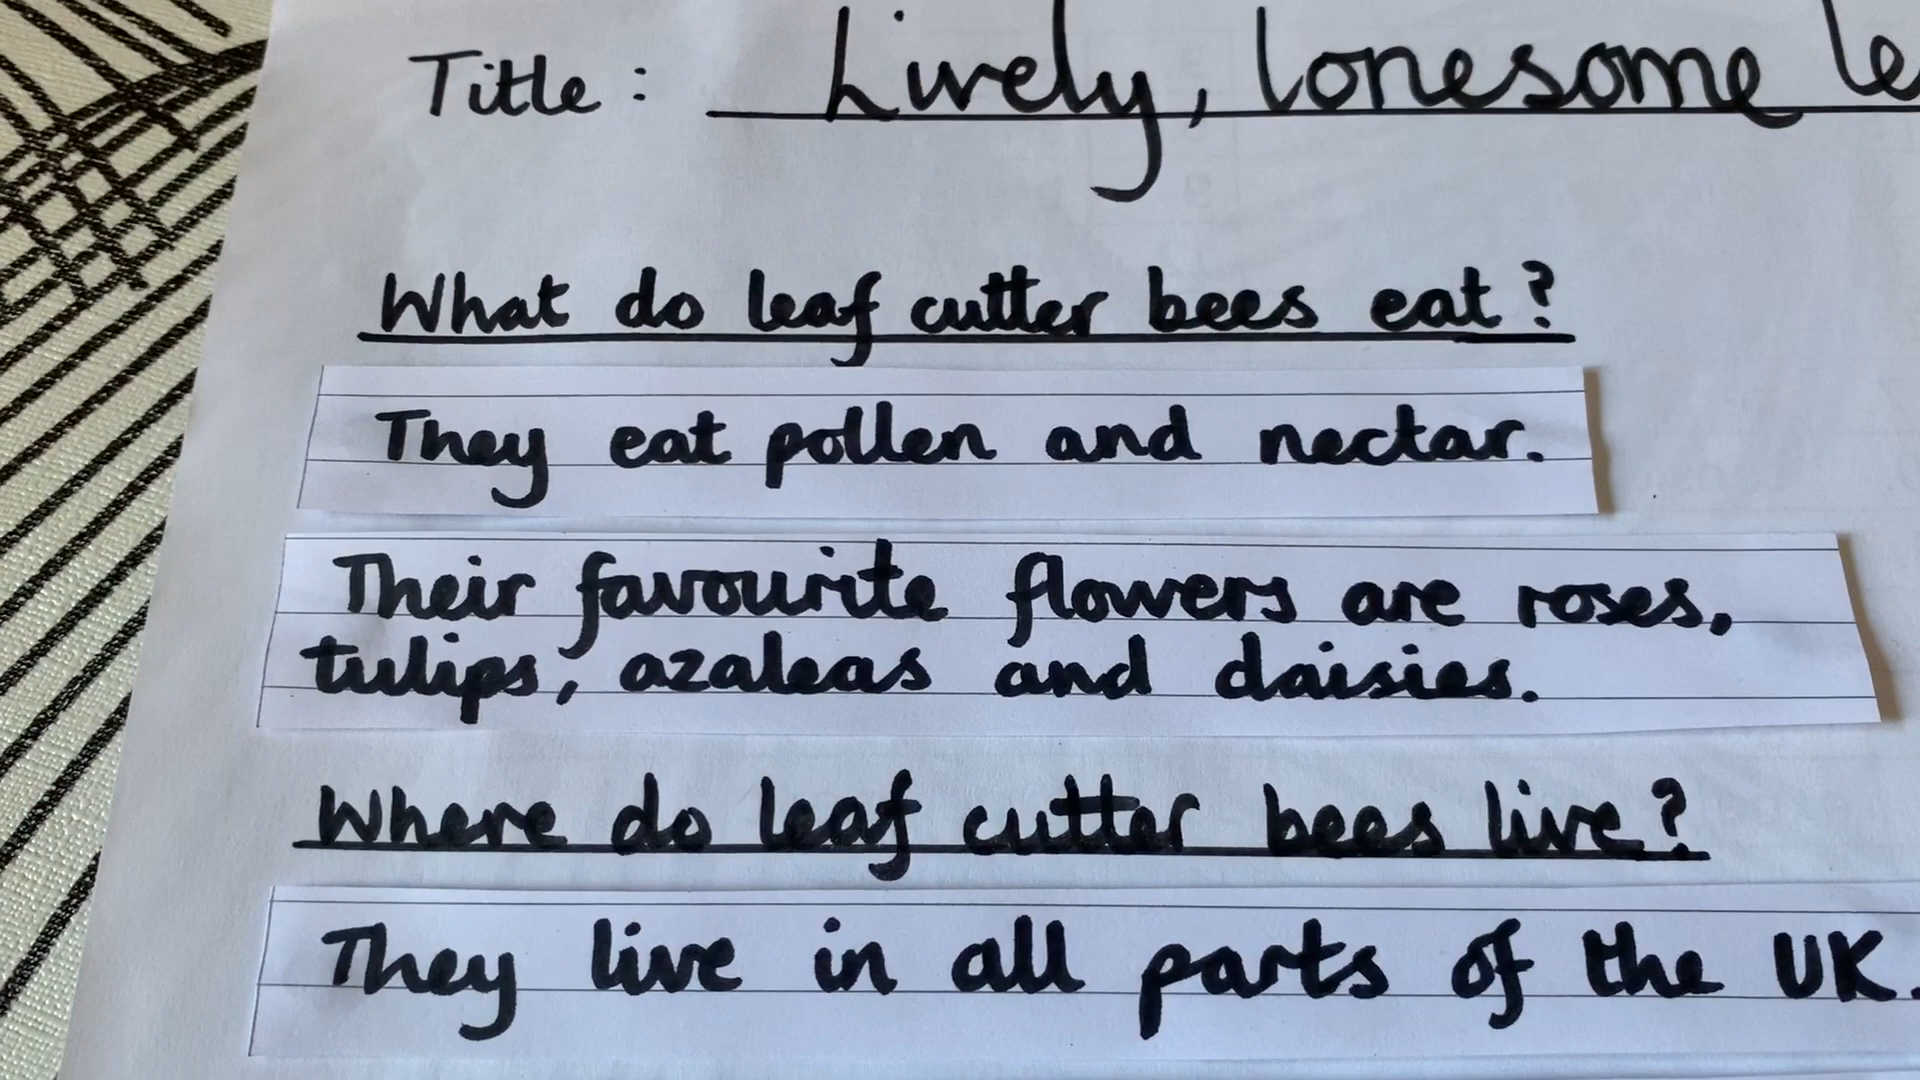 Title: Lively, lonesome le
What do leaf cutter bees eat?
They eat pollen and nectar.
Their favourite flowers are roses,
tulips, azaleas and daisies.
Where do leaf cutter bees live?
They live in all parts of the UK.